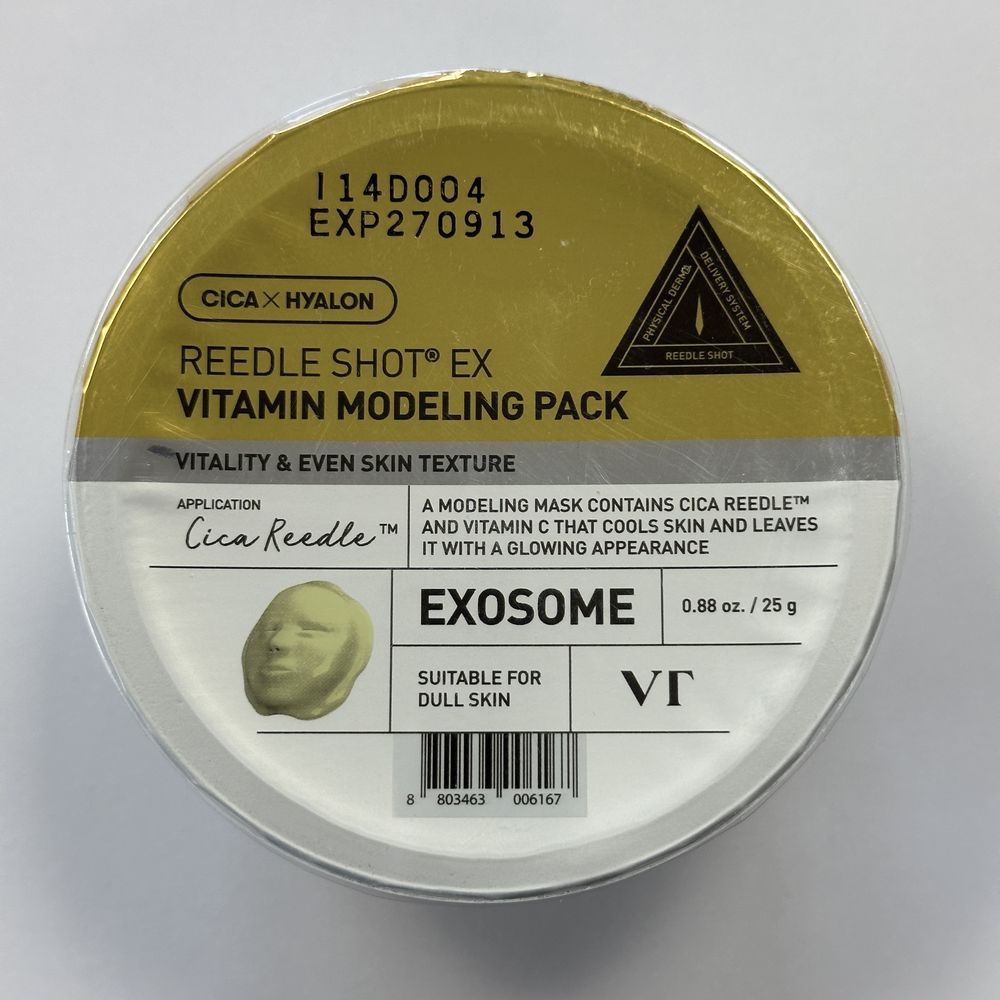 I14D004
EXP270913
CICA X HYALON
REEDLE SHOT® EX
VITAMIN MODELING PACK
PHYSICAL DERMA
DELIVERY SYSTEM
REEDLE SHOT
VITALITY & EVEN SKIN TEXTURE
APPLICATION
Cica Reedle™
A MODELING MASK CONTAINS CICA REEDLE™
AND VITAMIN C THAT COOLS SKIN AND LEAVES
IT WITH A GLOWING APPEARANCE
EXOSOME
0.88 oz. / 25 g
SUITABLE FOR
DULL SKIN
VT
8 803463 006167